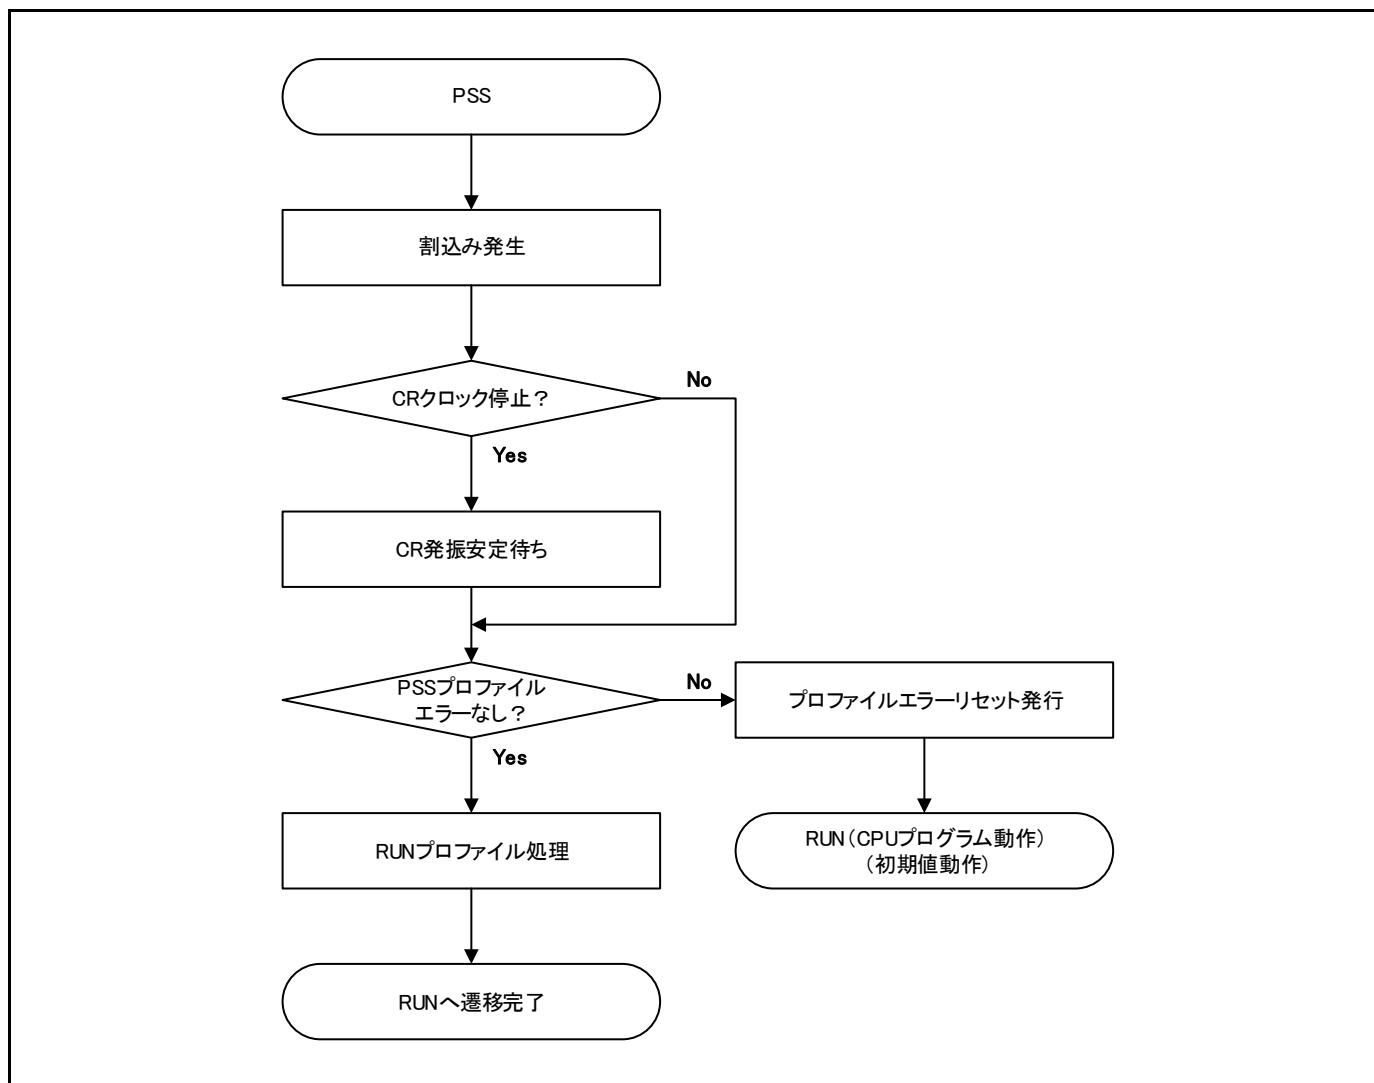 PSS
割込み発生
CRクロック停止？
No
Yes
CR発振安定待ち
PSSプロファイル
エラーなし？
No
プロファイルエラーリセット発行
Yes
RUNプロファイル処理
RUN（CPUプログラム動作）
（初期値動作）
RUNへ遷移完了